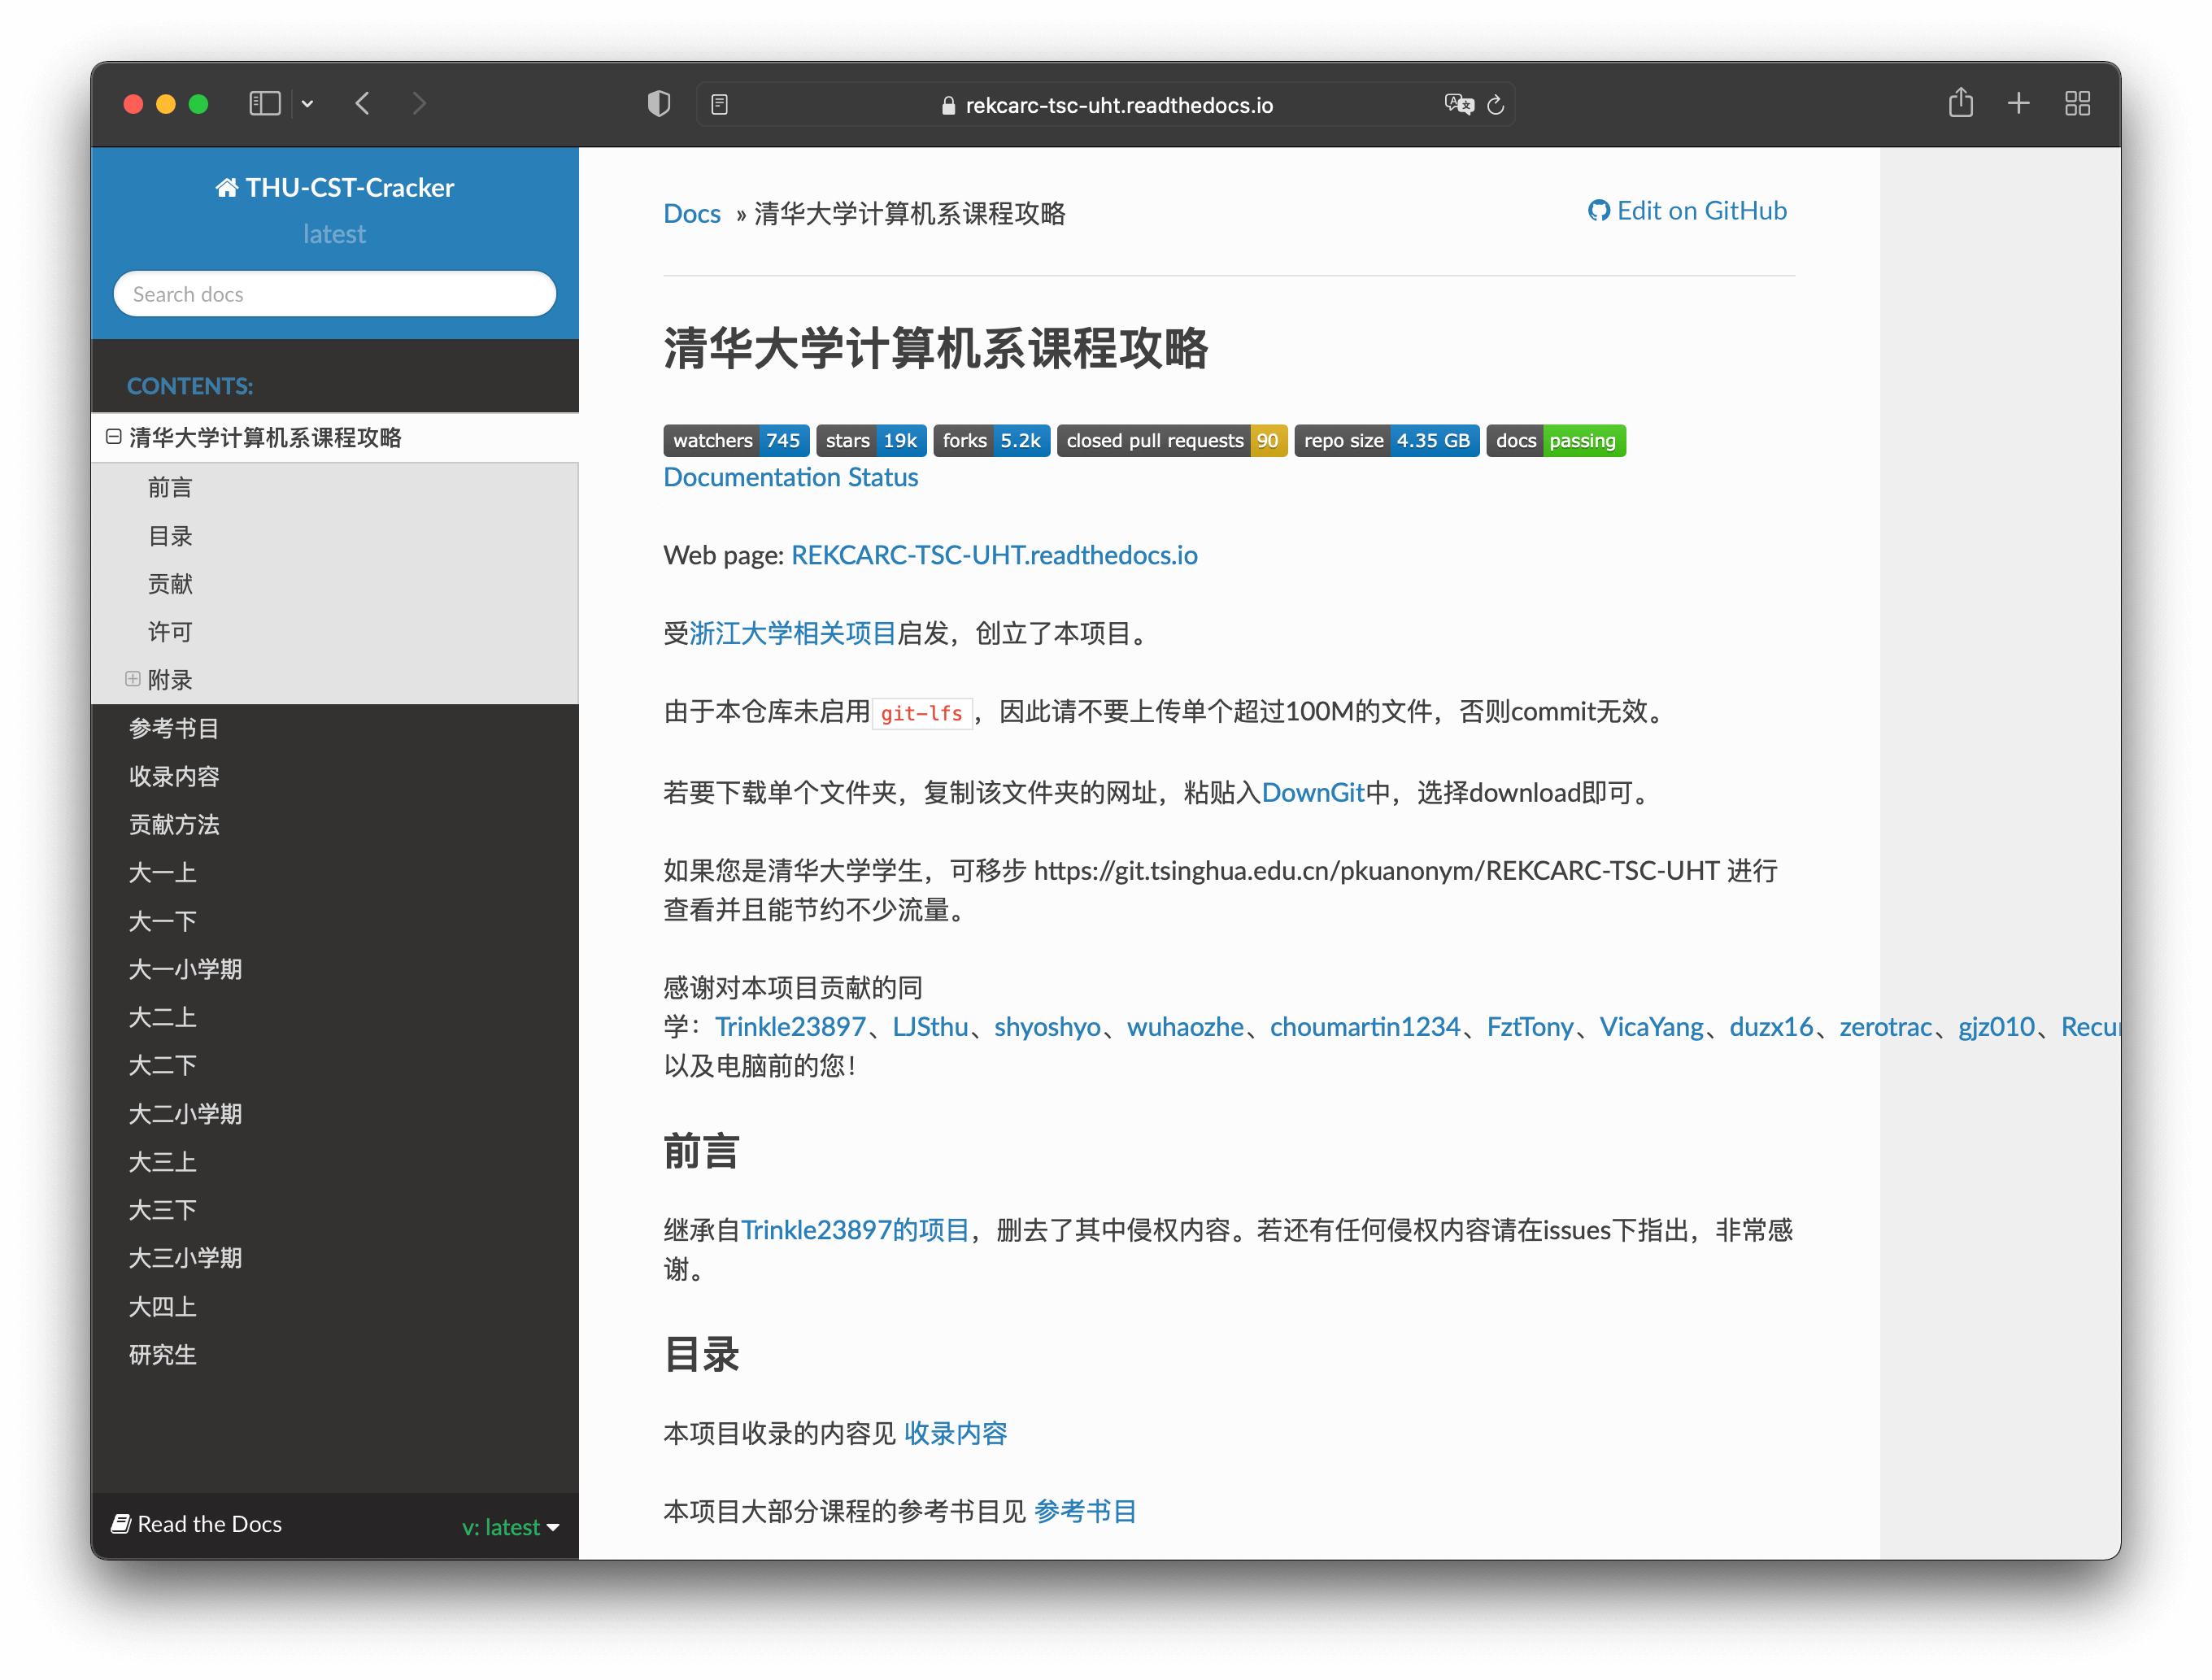 rekcarc-tsc-uht.readthedocs.io
THU-CST-Cracker
latest
Search docs
CONTENTS:
清华大学计算机系课程攻略
前言
目录
贡献
许可
附录
参考书目
收录内容
贡献方法
大一上
大一下
大一小学期
大二上
大二下
大二小学期
大三上
大三下
大三小学期
大四上
研究生
Read the Docs
v: latest
Docs » 清华大学计算机系课程攻略
Edit on GitHub
清华大学计算机系课程攻略
watchers 745 stars 19k forks 5.2k closed pull requests 90 repo size 4.35 GB docs passing
Documentation Status
Web page: REKCARC-TSC-UHT.readthedocs.io
受浙江大学相关项目启发，创立了本项目。
由于本仓库未启用git-lfs，因此请不要上传单个超过100M的文件，否则commit无效。
若要下载单个文件夹，复制该文件夹的网址，粘贴入DownGit中，选择download即可。
如果您是清华大学学生，可移步 https://git.tsinghua.edu.cn/pkuanonym/REKCARC-TSC-UHT 进行
查看并且能节约不少流量。
感谢对本项目贡献的同
学：Trinkle23897、LJSthu、shyoshyo、wuhaozhe、choumartin1234、FztTony、VicaYang、duzx16、zerotrac、gjz010、Recur
以及电脑前的您！
前言
继承自Trinkle23897的项目，删去了其中侵权内容。若还有任何侵权内容请在issues下指出，非常感
谢。
目录
本项目收录的内容见 收录内容
本项目大部分课程的参考书目见 参考书目